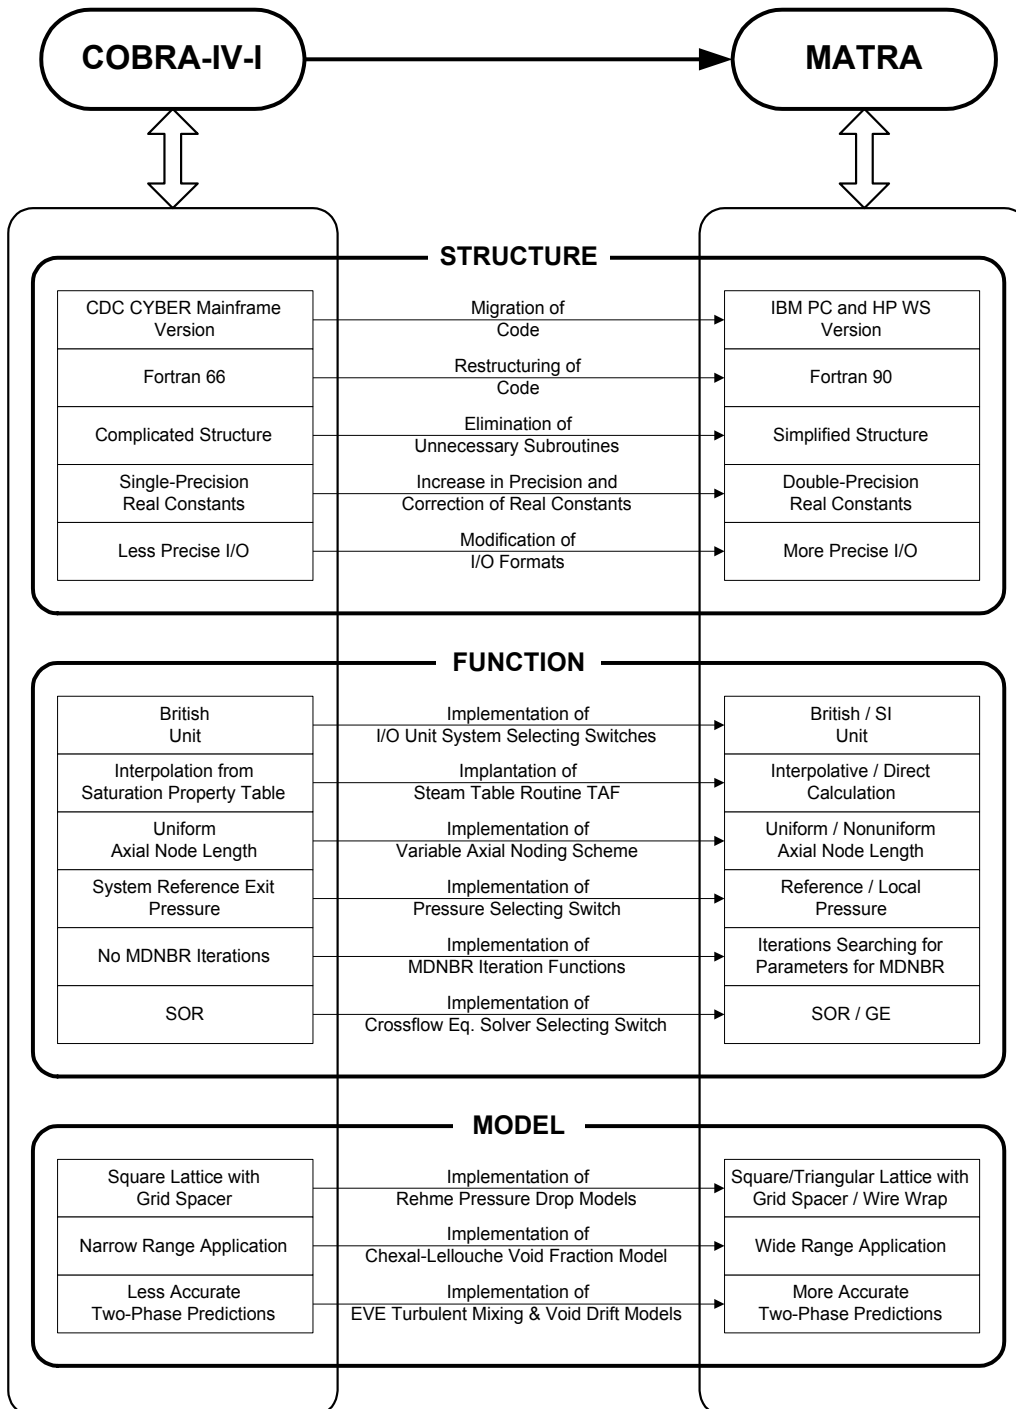 COBRA-IV-I
MATRA
STRUCTURE
CDC CYBER Mainframe
Version
Migration of
Code
IBM PC and HP WS
Version
Fortran 66
Restructuring of
Code
Fortran 90
Complicated Structure
Elimination of
Unnecessary Subroutines
Simplified Structure
Single-Precision
Real Constants
Increase in Precision and
Correction of Real Constants
Double-Precision
Real Constants
Less Precise I/O
Modification of
I/O Formats
More Precise I/O
FUNCTION
British
Unit
Implementation of
I/O Unit System Selecting Switches
British / SI
Unit
Interpolation from
Saturation Property Table
Implantation of
Steam Table Routine TAF
Interpolative / Direct
Calculation
Uniform
Axial Node Length
Implementation of
Variable Axial Noding Scheme
Uniform / Nonuniform
Axial Node Length
System Reference Exit
Pressure
Implementation of
Pressure Selecting Switch
Reference / Local
Pressure
No MDNBR Iterations
Implementation of
MDNBR Iteration Functions
Iterations Searching for
Parameters for MDNBR
SOR
Implementation of
Crossflow Eq. Solver Selecting Switch
SOR / GE
MODEL
Square Lattice with
Grid Spacer
Implementation of
Rehme Pressure Drop Models
Square/Triangular Lattice with
Grid Spacer / Wire Wrap
Narrow Range Application
Implementation of
Chexal-Lellouche Void Fraction Model
Wide Range Application
Less Accurate
Two-Phase Predictions
Implementation of
EVE Turbulent Mixing & Void Drift Models
More Accurate
Two-Phase Predictions